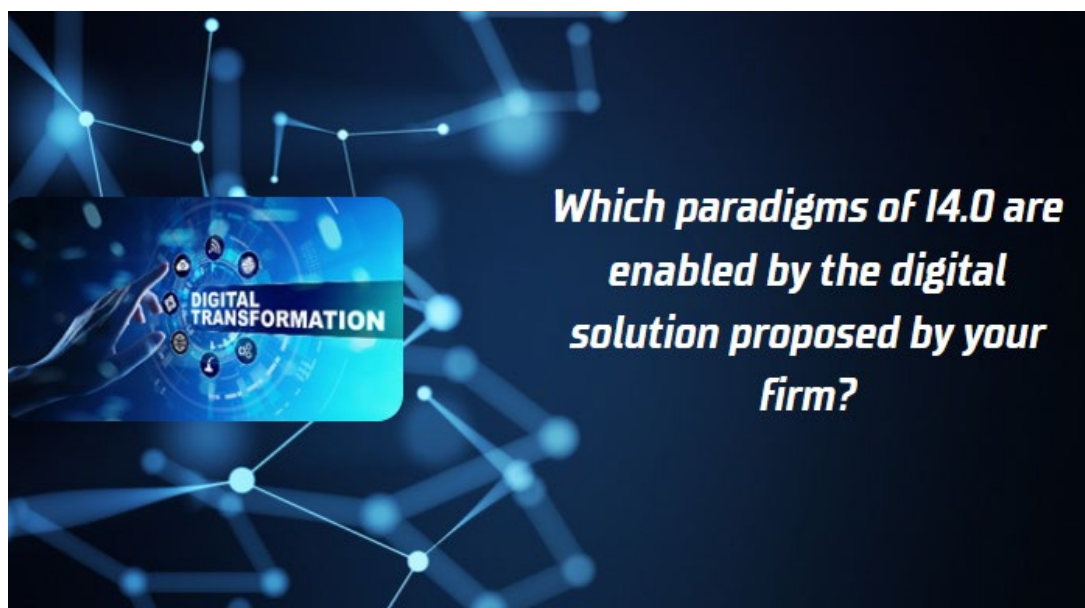 DIGITAL
TRANSFORMATION
Which paradigms of I4.0 are
enabled by the digital
solution proposed by your
firm?